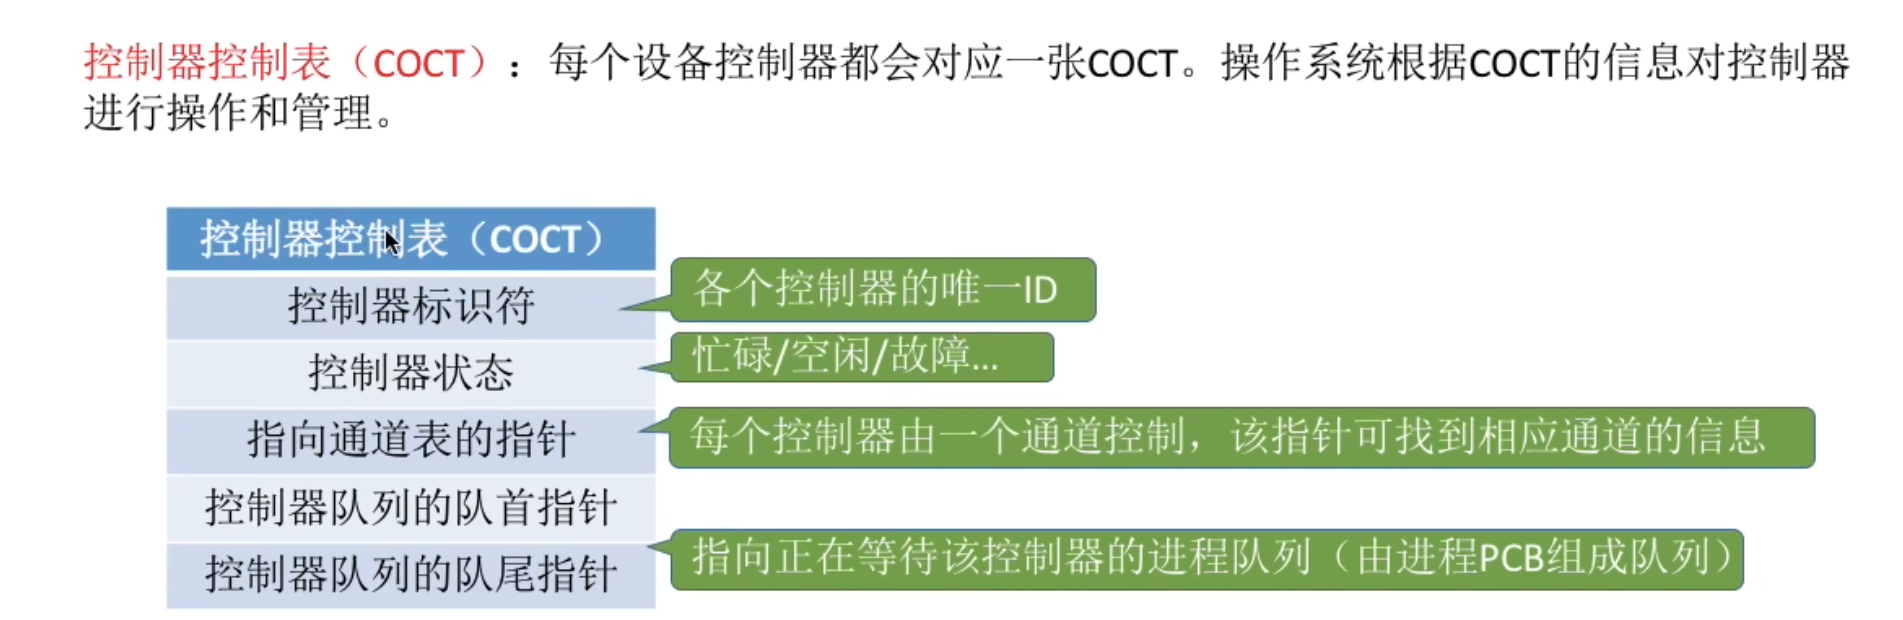 控制器控制表（COCT）：每个设备控制器都会对应一张COCT。操作系统根据COCT的信息对控制器
进行操作和管理。
控制器控制表（COCT）
控制器标识符
各个控制器的唯一ID
控制器状态
忙碌/空闲/故障...
指向通道表的指针
每个控制器由一个通道控制，该指针可找到相应通道的信息
控制器队列的队首指针
控制器队列的队尾指针
指向正在等待该控制器的进程队列（由进程PCB组成队列）